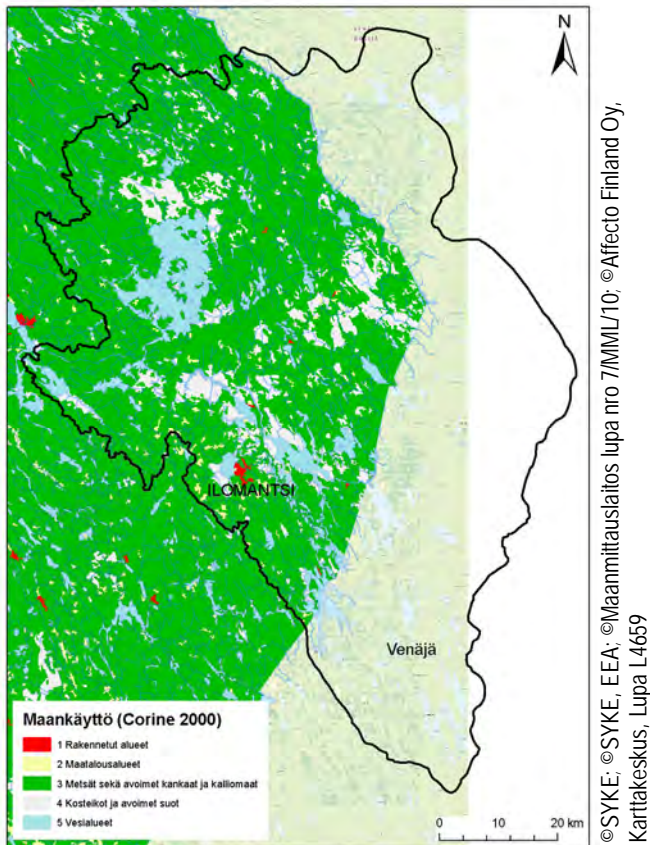 N
ILOMANTSI
Venäjä
Maankäyttö (Corine 2000)
1 Rakennetut alueet
2 Maatalousalueet
3 Metsät sekä avoimet kankaat ja kalliomaat
4 Kosteikot ja avoimet suot
5 Vesialueet
0 10 20 km
©SYKE; ©SYKE, EEA; ©Maanmittauslaitos lupa nro 7/MML/10; ©Affecto Finland Oy,
Karttakeskus, Lupa L4659